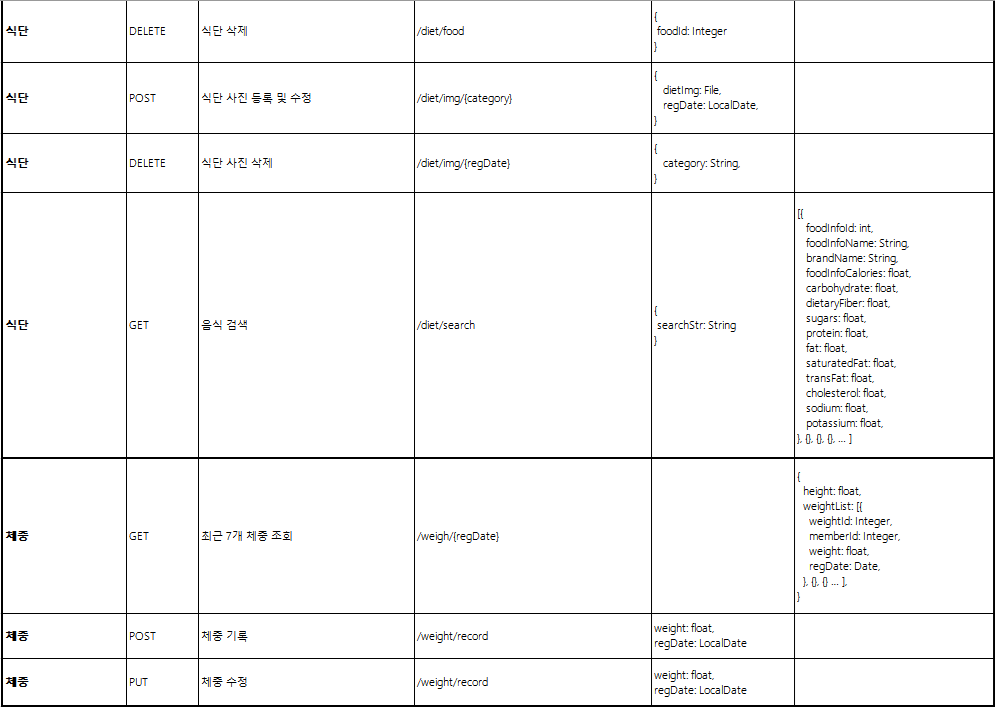 식단 DELETE 식단 삭제 /diet/food
{
foodId: Integer
}
식단 POST 식단 사진 등록 및 수정 /diet/img/{category}
{
dietImg: File,
regDate: LocalDate,
}
식단 DELETE 식단 사진 삭제 /diet/img/{regDate}
{
category: String,
}
식단 GET 음식 검색 /diet/search
{
searchStr: String
}
[{
foodInfoId: int,
foodInfoName: String,
brandName: String,
foodInfoCalories: float,
carbohydrate: float,
dietaryFiber: float,
sugars: float,
protein: float,
fat: float,
saturatedFat: float,
transFat: float,
cholesterol: float,
sodium: float,
potassium: float,
}, {}, {}, {}, ... ]
체중 GET 최근 7개 체중 조회 /weigh/{regDate}
{
height: float,
weightList: [{
weightId: Integer,
memberId: Integer,
weight: float,
regDate: Date,
}, {}, {} ... ],
}
체중 POST 체중 기록 /weight/record
weight: float,
regDate: LocalDate
체중 PUT 체중 수정 /weight/record
weight: float,
regDate: LocalDate